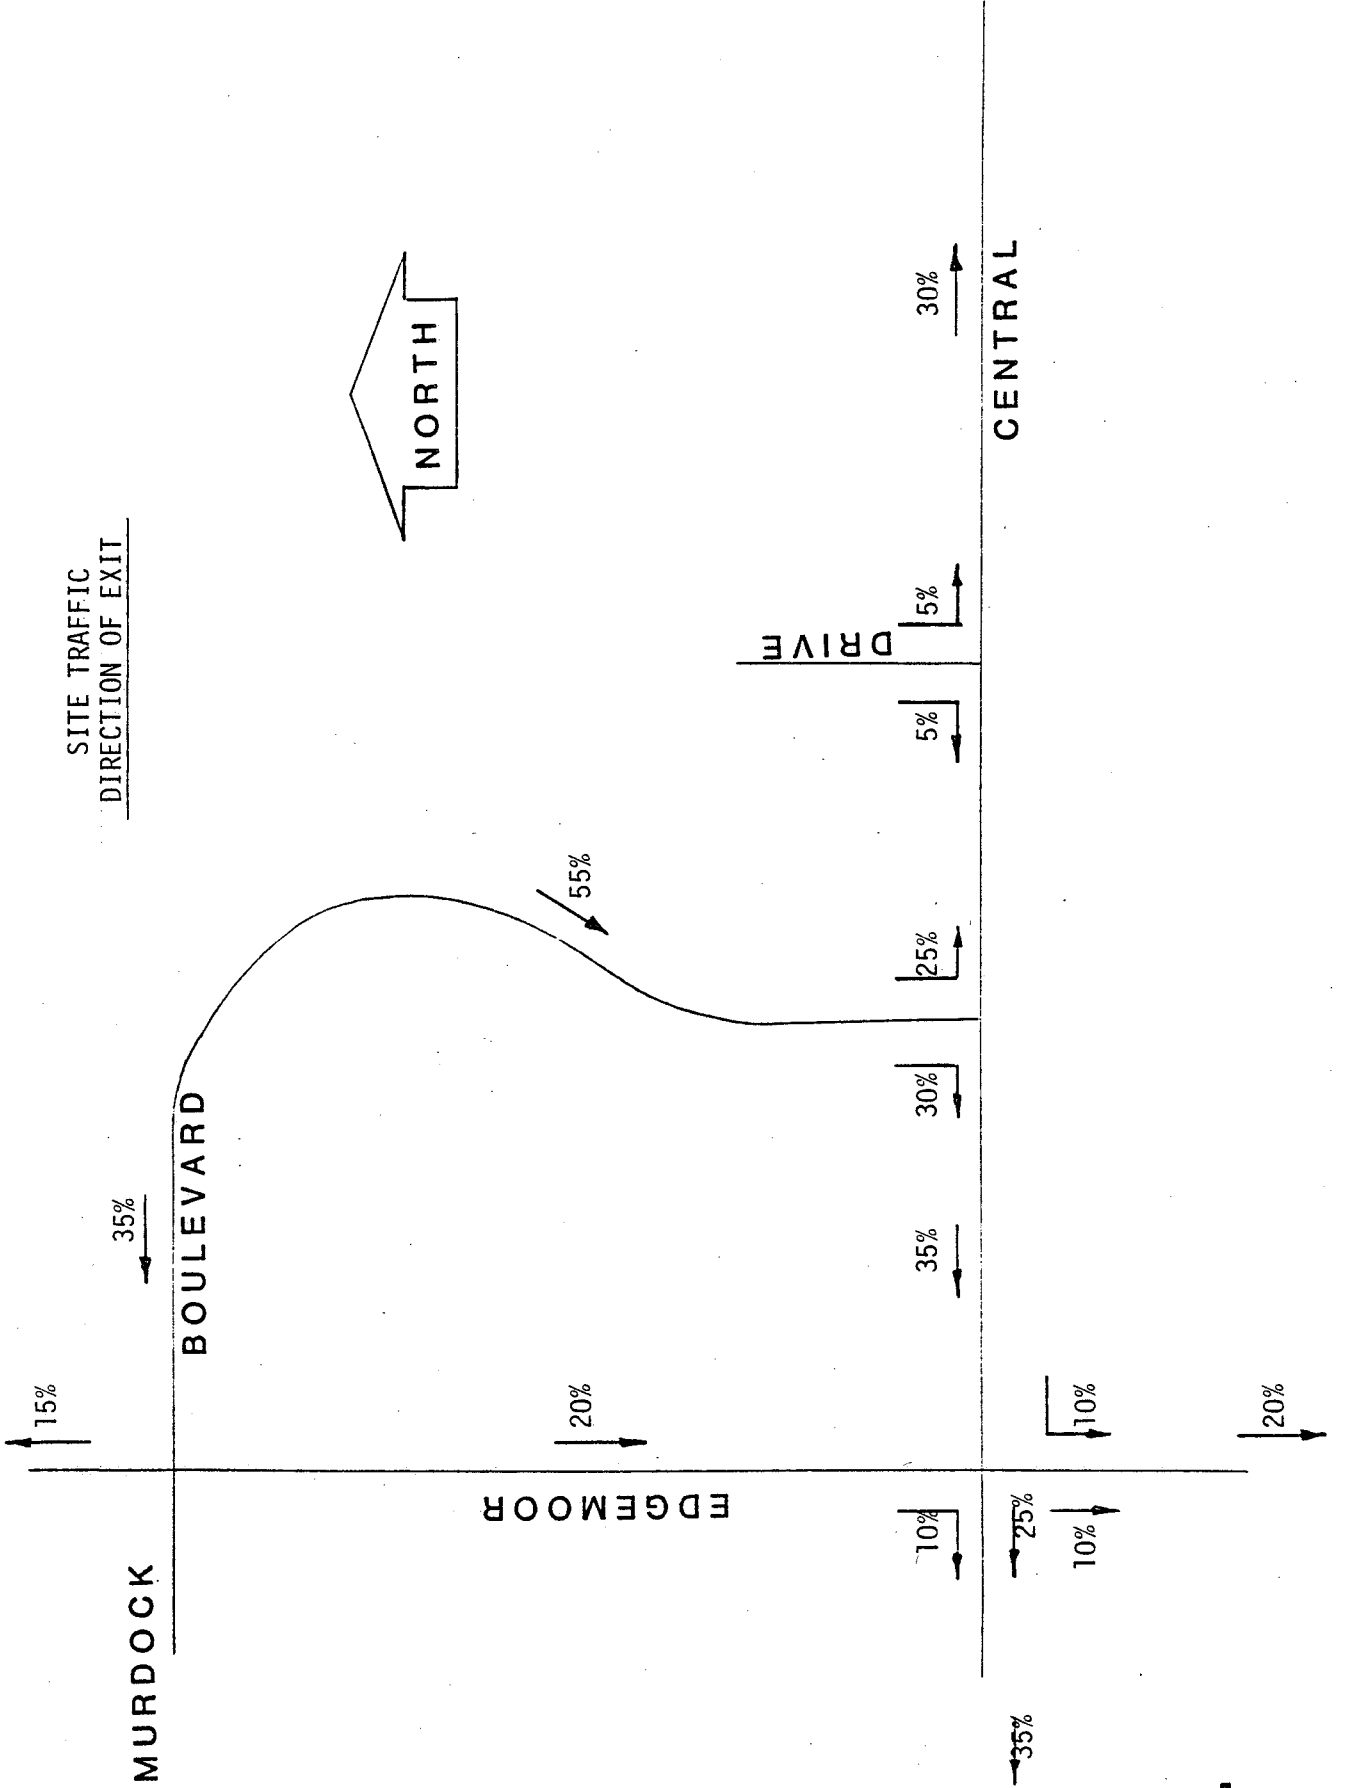 SITE TRAFFIC
DIRECTION OF EXIT
NORTH
MURDOCK
BOULEVARD
EDGEMOOR
DRIVE
CENTRAL
15%
35%
20%
55%
30%
5%
5%
25%
30%
35%
10%
10%
25%
10%
20%
35%